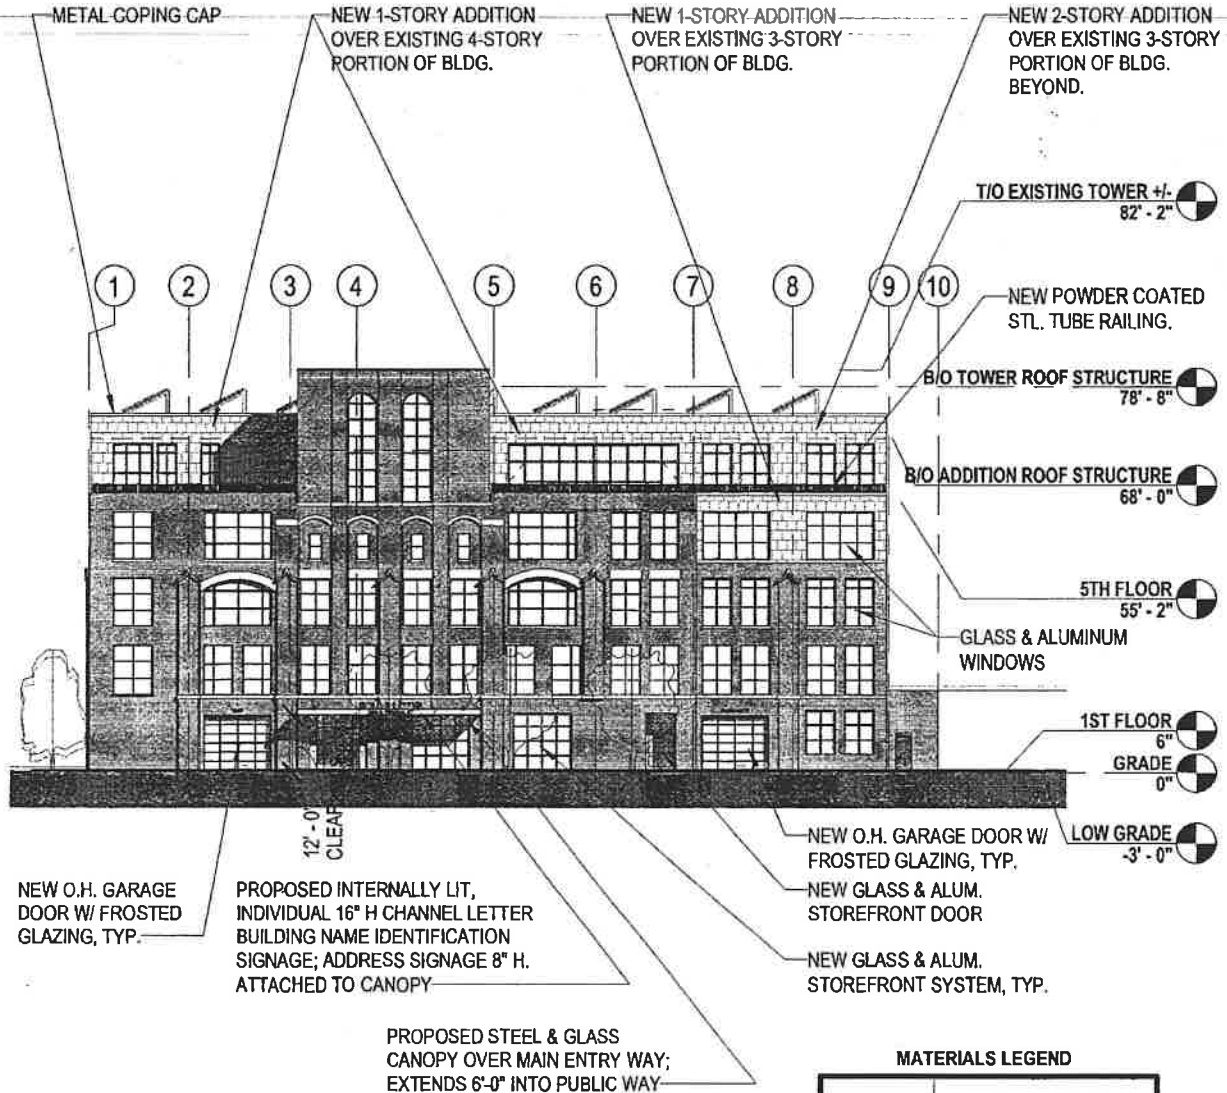 METAL COPING CAP
NEW 1-STORY ADDITION
OVER EXISTING 4-STORY
PORTION OF BLDG.
NEW 1-STORY ADDITION
OVER EXISTING 3-STORY
PORTION OF BLDG.
NEW 2-STORY ADDITION
OVER EXISTING 3-STORY
PORTION OF BLDG.
BEYOND.
T/O EXISTING TOWER +/-
82' - 2"
1 2 3 4 5 6 7 8 9 10
NEW POWDER COATED
STL. TUBE RAILING.
B/O TOWER ROOF STRUCTURE
78' - 8"
B/O ADDITION ROOF STRUCTURE
68' - 0"
5TH FLOOR
55' - 2"
GLASS & ALUMINUM
WINDOWS
1ST FLOOR
6"
GRADE
0"
LOW GRADE
-3' - 0"
12' - 0"
CLEAR
NEW O.H. GARAGE
DOOR W/ FROSTED
GLAZING, TYP.
PROPOSED INTERNALLY LIT,
INDIVIDUAL 16" H CHANNEL LETTER
BUILDING NAME IDENTIFICATION
SIGNAGE; ADDRESS SIGNAGE 8" H.
ATTACHED TO CANOPY
NEW O.H. GARAGE DOOR W/
FROSTED GLAZING, TYP.
NEW GLASS & ALUM.
STOREFRONT DOOR
NEW GLASS & ALUM.
STOREFRONT SYSTEM, TYP.
PROPOSED STEEL & GLASS
CANOPY OVER MAIN ENTRY WAY;
EXTENDS 6'-0" INTO PUBLIC WAY
MATERIALS LEGEND